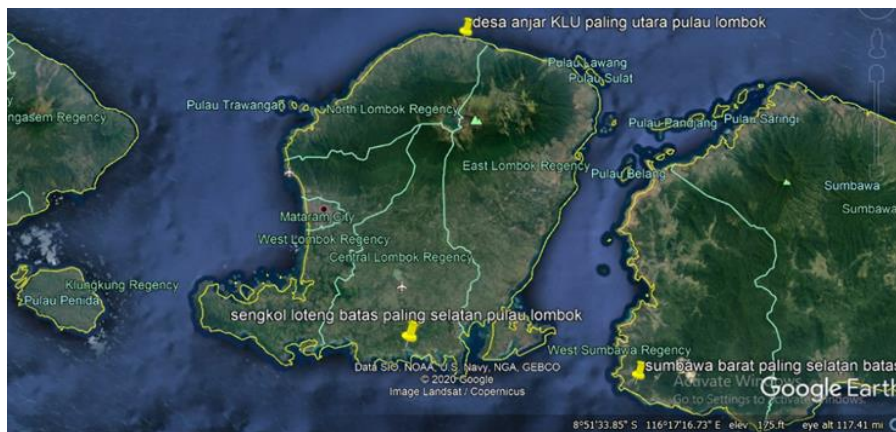 desa anjar KLU paling utara pulau lombok
Pulau Lawang
Pulau Sulat
Pulau Trawangan
North Lombok Regency
ngasem Regency
Pulau Pandjang
Pulau Saringi
East Lombok Regency
Pulau Belang
Sumbawa
Mataram City
Sumbawa
West Lombok Regency
Central Lombok Regency
Klungkung Regency
Pulau Penida
sengkol loteng batas paling selatan pulau lombok
West Sumbawa Regency
Data SIO, NOAA, U.S. Navy, NGA, GEBCO
sumbawa barat paling selatan batas
© 2020 Google
Activate Windows
Image Landsat / Copernicus
Google Earth
Go to Settings to activate Windows.
8°51'33.85" S 116°17'16.73" E elev 175 ft eye alt 117.41 mi